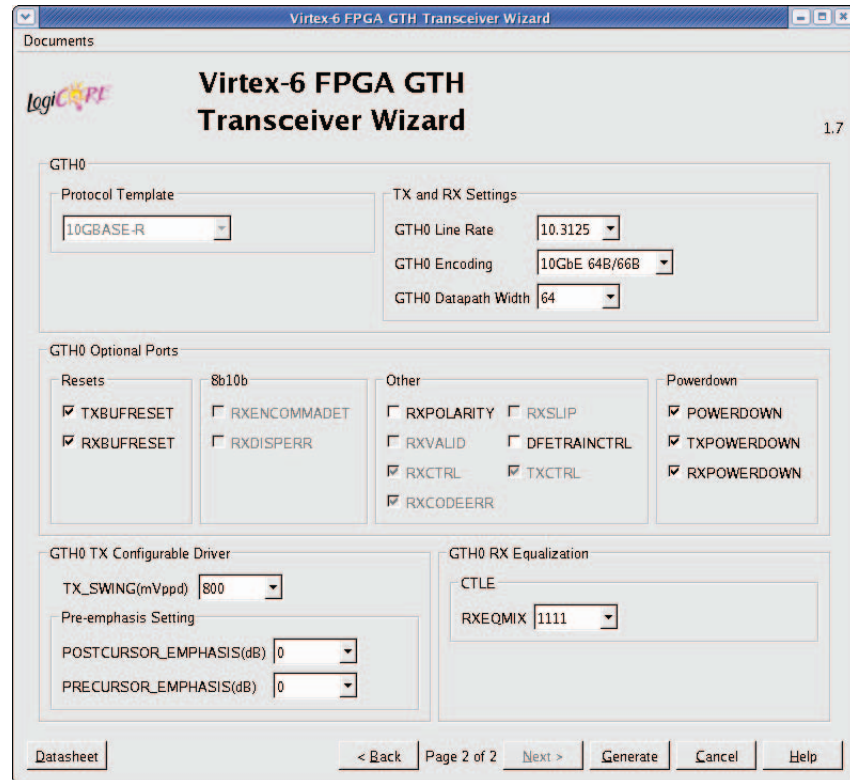 Virtex-6 FPGA GTH Transceiver Wizard
Documents
LogiCORE
Virtex-6 FPGA GTH
Transceiver Wizard
1.7
GTH0
Protocol Template
10GBASE-R
TX and RX Settings
GTH0 Line Rate 10.3125
GTH0 Encoding 10GbE 64B/66B
GTH0 Datapath Width 64
GTH0 Optional Ports
Resets
TXBUFRESET
RXBUFRESET
8b10b
RXENCOMMADET
RXDISPERR
Other
RXPOLARITY RXSLIP
RXVALID DFETRAINCTRL
RXCTRL TXCTRL
RXCODEERR
Powerdown
POWERDOWN
TXPOWERDOWN
RXPOWERDOWN
GTH0 TX Configurable Driver
TX_SWING(mVppd) 800
Pre-emphasis Setting
POSTCURSOR_EMPHASIS(dB) 0
PRECURSOR_EMPHASIS(dB) 0
GTH0 RX Equalization
CTLE
RXEQMIX 1111
Datasheet < Back Page 2 of 2 Next > Generate Cancel Help